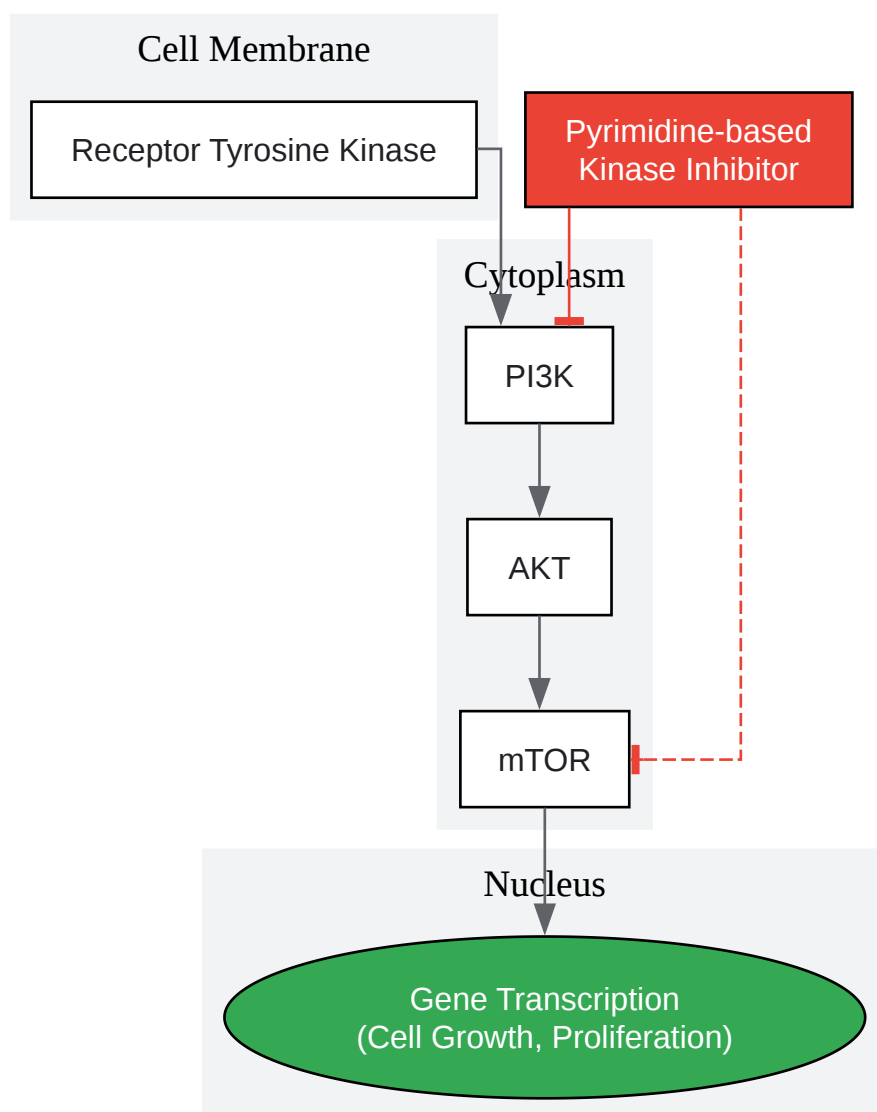 Cell Membrane
Receptor Tyrosine Kinase
Pyrimidine-based
Kinase Inhibitor
Cytoplasm
PI3K
AKT
mTOR
Nucleus
Gene Transcription
(Cell Growth, Proliferation)